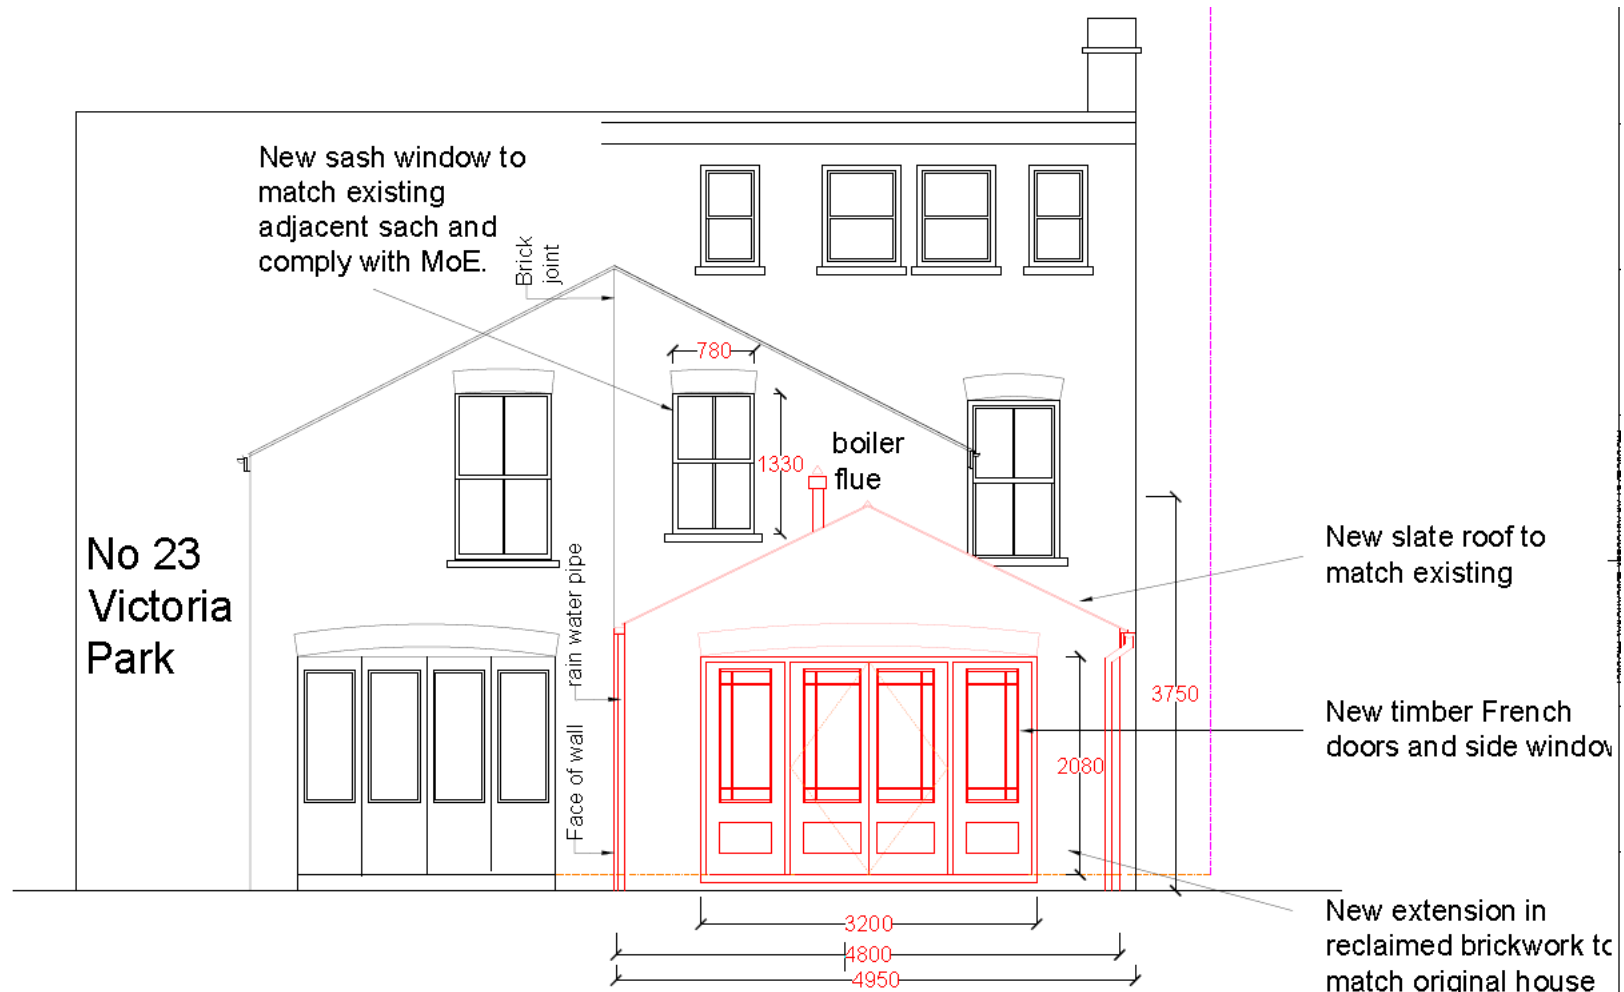 New sash window to
match existing
adjacent sach and
comply with MoE.
Brick
joint
780
1330
boiler
flue
No 23
Victoria
Park
rain water pipe
Face of wall
New slate roof to
match existing
3750
New timber French
doors and side window
2080
3200
4800
4950
New extension in
reclaimed brickwork to
match original house